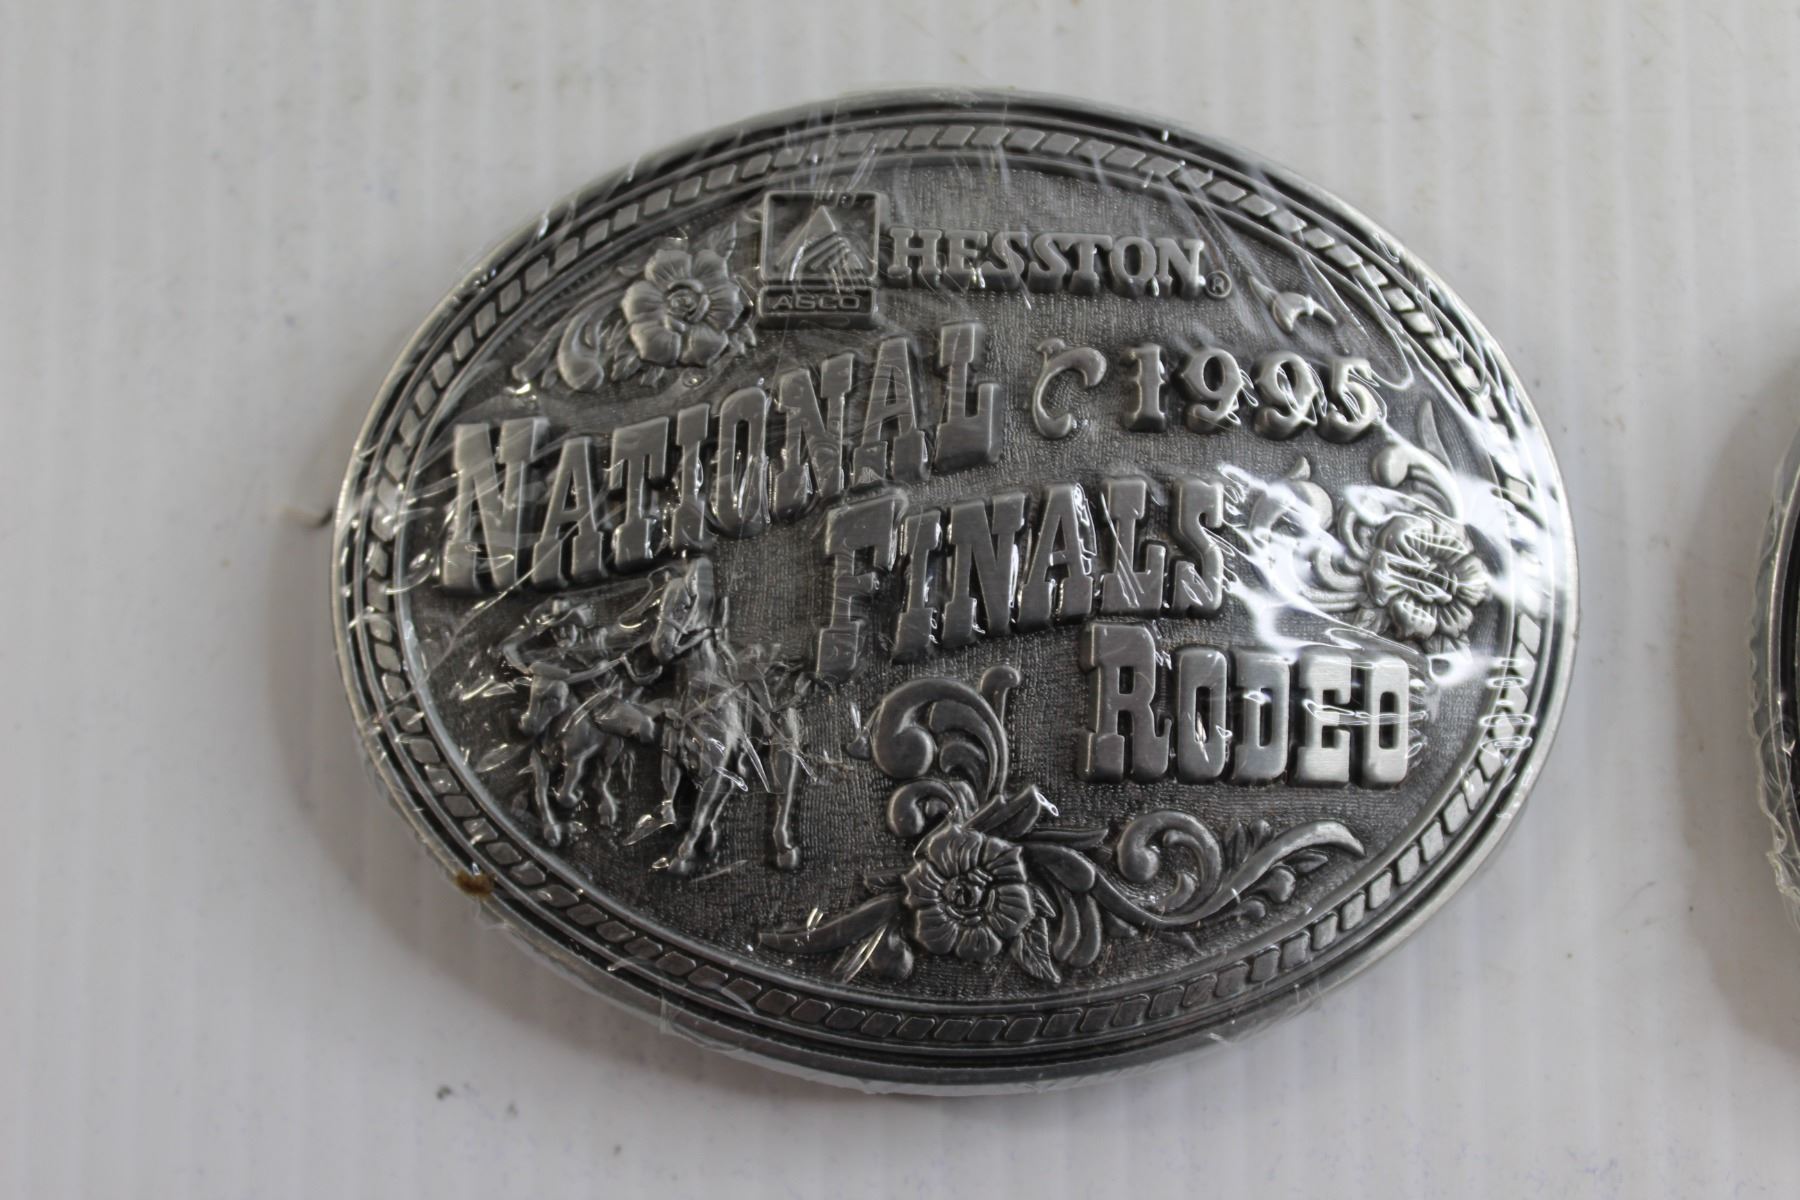 HESSTON®
AGCO
NATIONAL 1995
FINALS
RODEO